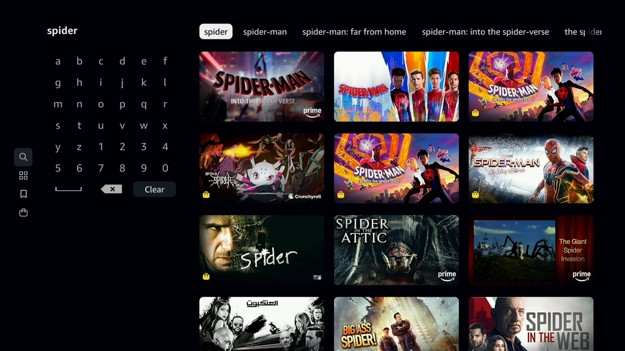 spider
spider spider-man spider-man: far from home spider-man: into the spider-verse the spider
a b c d e f
g h i j k l
m n o p q r
s t u v w x
y z 1 2 3 4
5 6 7 8 9 0
Clear
SPIDER-MAN
INTO THE SPIDER-VERSE
prime
SPIDER-MAN
SPIDER-MAN
SPIDER
Crunchyroll
SPIDER-MAN
SPIDER-MAN
Spider
SPIDER
IN THE
ATTIC
prime
The Giant
Spider
Invasion
prime
العنكبوت
BIG ASS
SPIDER!
SPIDER
IN THE WEB